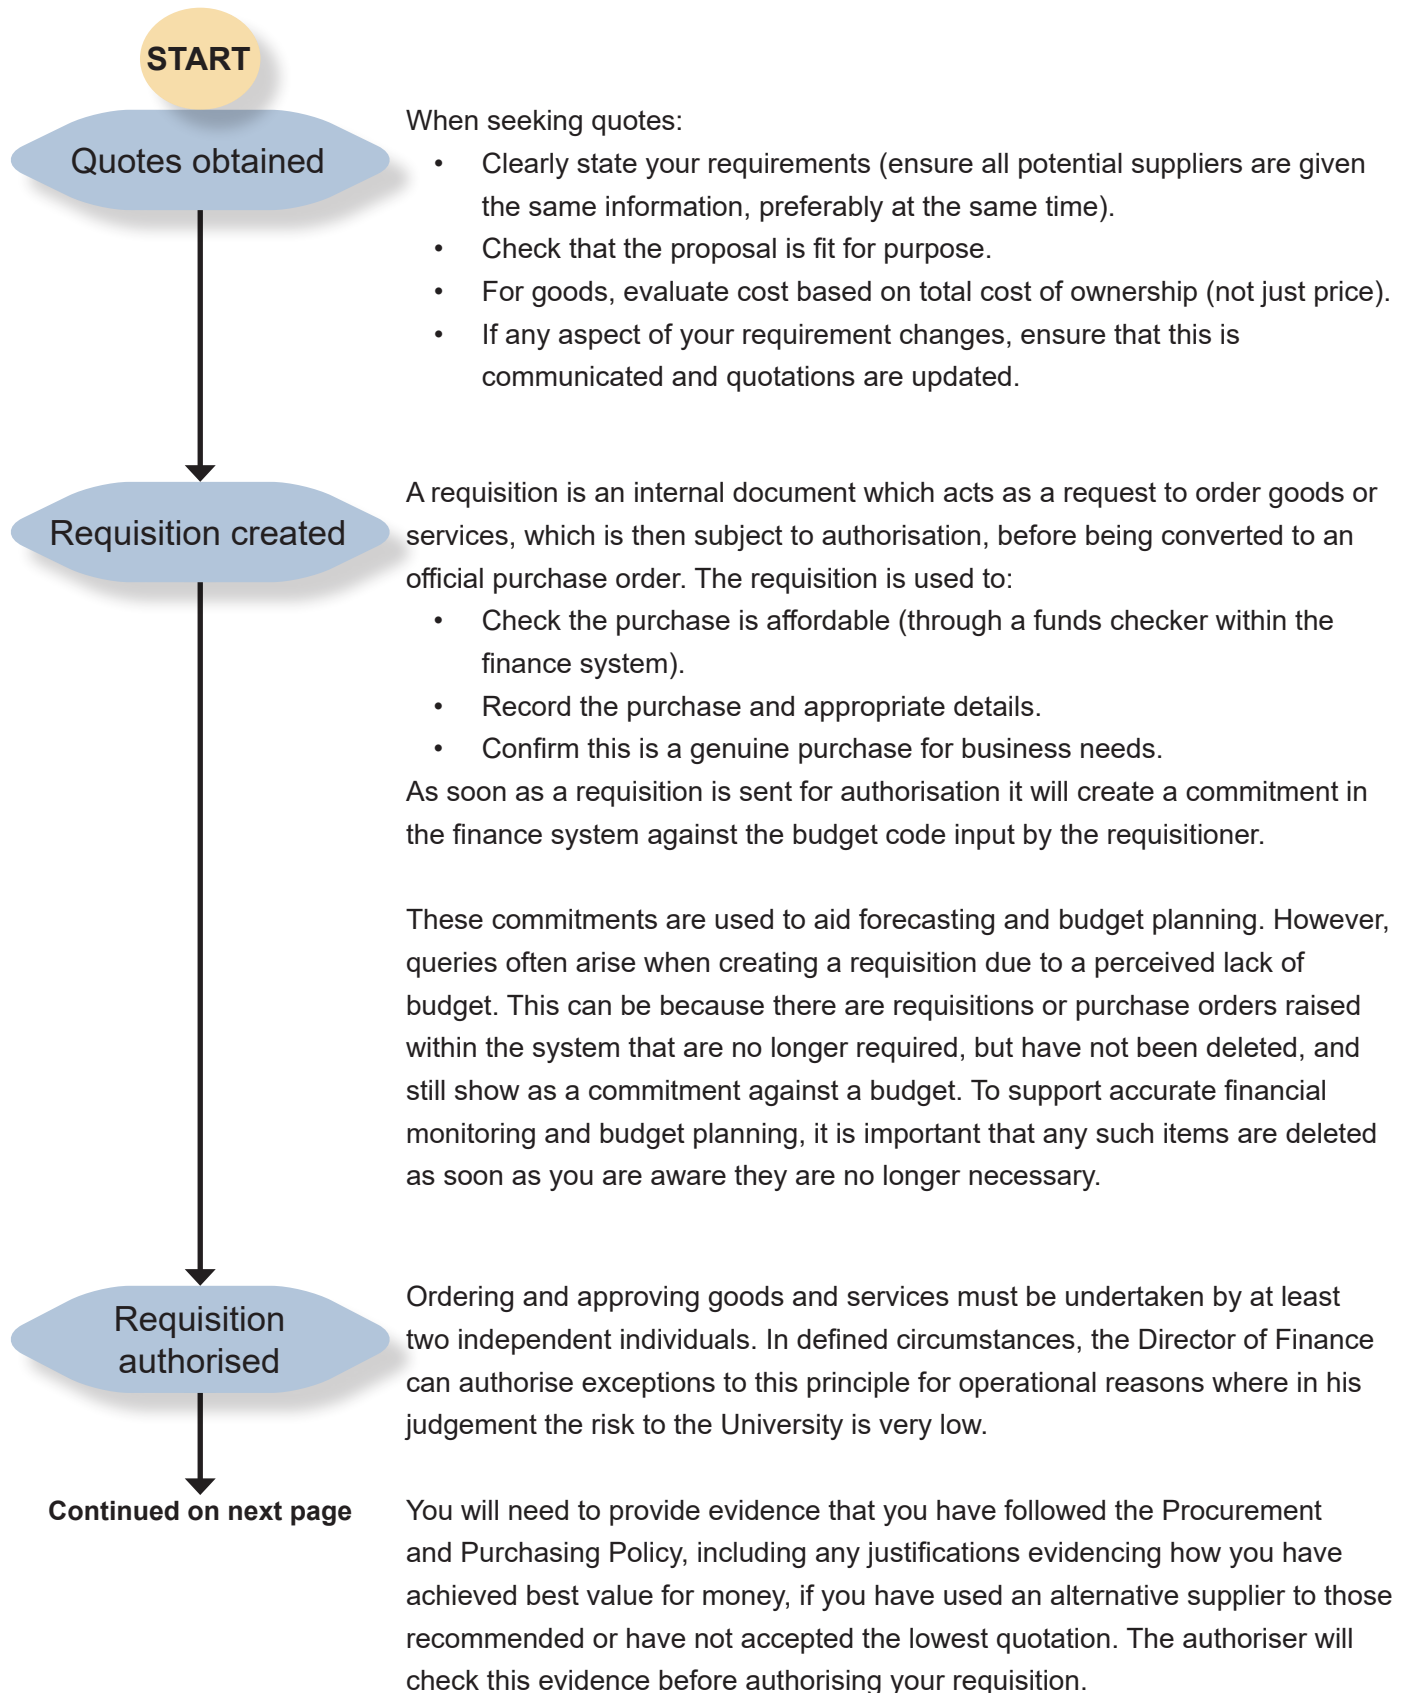 START
Quotes obtained
When seeking quotes:
• Clearly state your requirements (ensure all potential suppliers are given
the same information, preferably at the same time).
• Check that the proposal is fit for purpose.
• For goods, evaluate cost based on total cost of ownership (not just price).
• If any aspect of your requirement changes, ensure that this is
communicated and quotations are updated.
Requisition created
A requisition is an internal document which acts as a request to order goods or
services, which is then subject to authorisation, before being converted to an
official purchase order. The requisition is used to:
• Check the purchase is affordable (through a funds checker within the
finance system).
• Record the purchase and appropriate details.
• Confirm this is a genuine purchase for business needs.
As soon as a requisition is sent for authorisation it will create a commitment in
the finance system against the budget code input by the requisitioner.
These commitments are used to aid forecasting and budget planning. However,
queries often arise when creating a requisition due to a perceived lack of
budget. This can be because there are requisitions or purchase orders raised
within the system that are no longer required, but have not been deleted, and
still show as a commitment against a budget. To support accurate financial
monitoring and budget planning, it is important that any such items are deleted
as soon as you are aware they are no longer necessary.
Requisition
authorised
Ordering and approving goods and services must be undertaken by at least
two independent individuals. In defined circumstances, the Director of Finance
can authorise exceptions to this principle for operational reasons where in his
judgement the risk to the University is very low.
Continued on next page
You will need to provide evidence that you have followed the Procurement
and Purchasing Policy, including any justifications evidencing how you have
achieved best value for money, if you have used an alternative supplier to those
recommended or have not accepted the lowest quotation. The authoriser will
check this evidence before authorising your requisition.